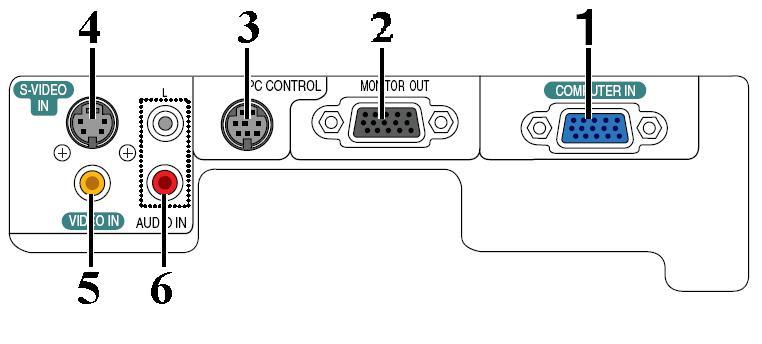 4 3 2 1
S-VIDEO
IN
L
PC CONTROL
MONITOR OUT
COMPUTER IN
VIDEO IN
AUDIO IN
5 6